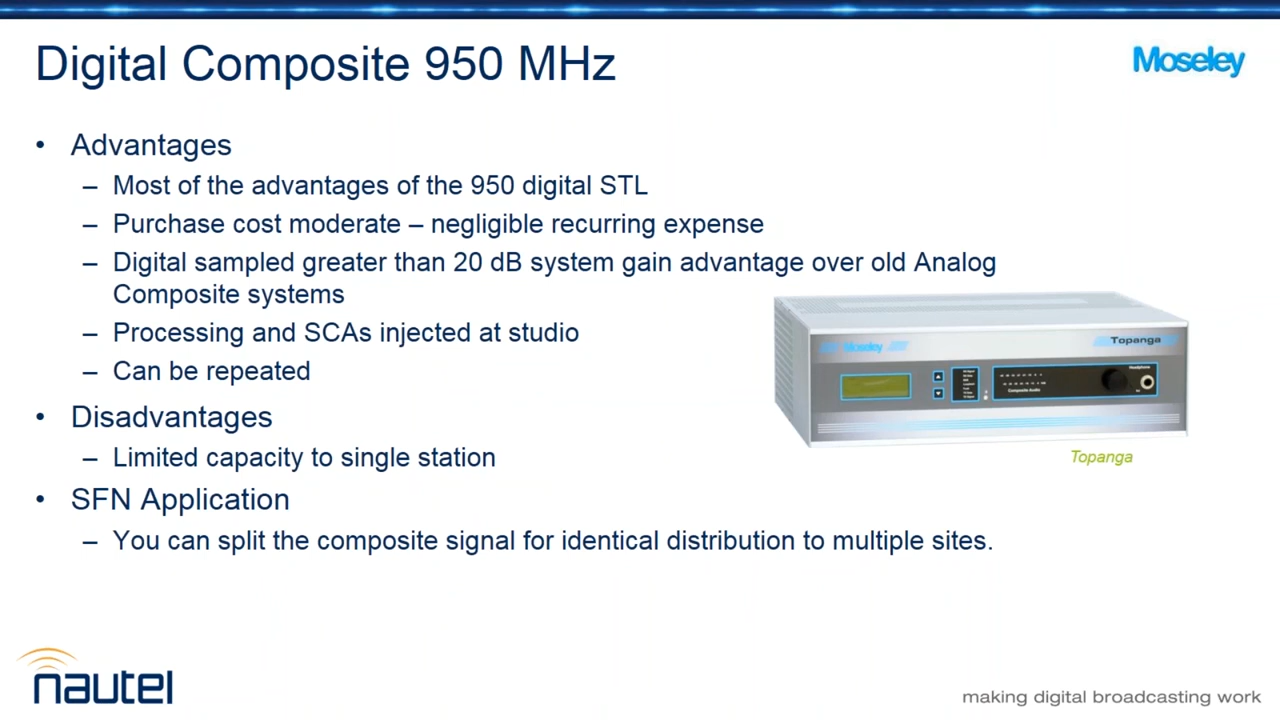 Digital Composite 950 MHz
Moseley
• Advantages
– Most of the advantages of the 950 digital STL
– Purchase cost moderate – negligible recurring expense
– Digital sampled greater than 20 dB system gain advantage over old Analog
Composite systems
– Processing and SCAs injected at studio
– Can be repeated
Moseley
Topanga
Headphone
Composite Audio
• Disadvantages
– Limited capacity to single station
Topanga
• SFN Application
– You can split the composite signal for identical distribution to multiple sites.
nautel
making digital broadcasting work